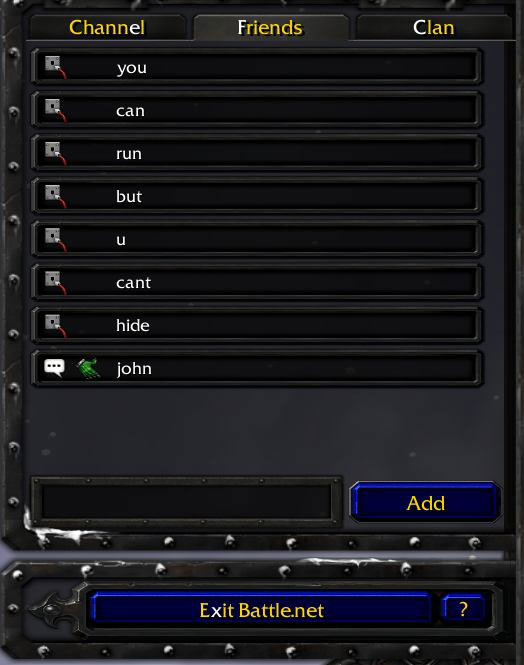 Channel Friends Clan
you
can
run
but
u
cant
hide
john
Add
Exit Battle.net ?